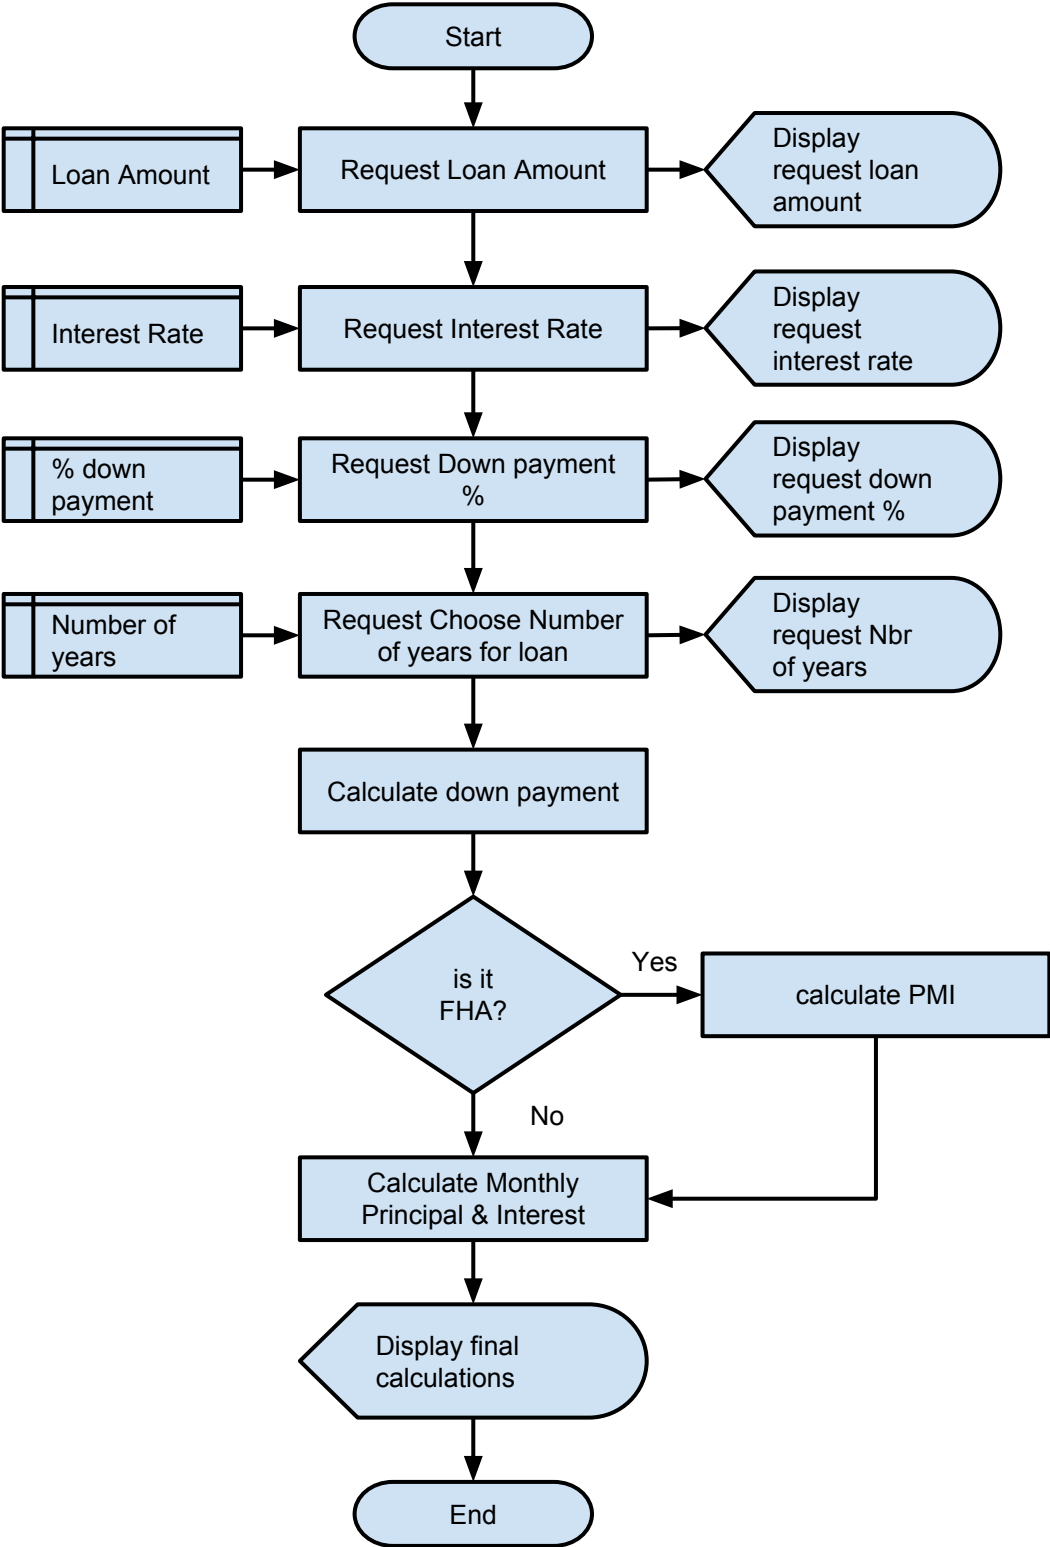 Start
Loan Amount
Request Loan Amount
Display
request loan
amount
Interest Rate
Request Interest Rate
Display
request
interest rate
% down
payment
Request Down payment
%
Display
request down
payment %
Number of
years
Request Choose Number
of years for loan
Display
request Nbr
of years
Calculate down payment
is it
FHA?
Yes
calculate PMI
No
Calculate Monthly
Principal & Interest
Display final
calculations
End